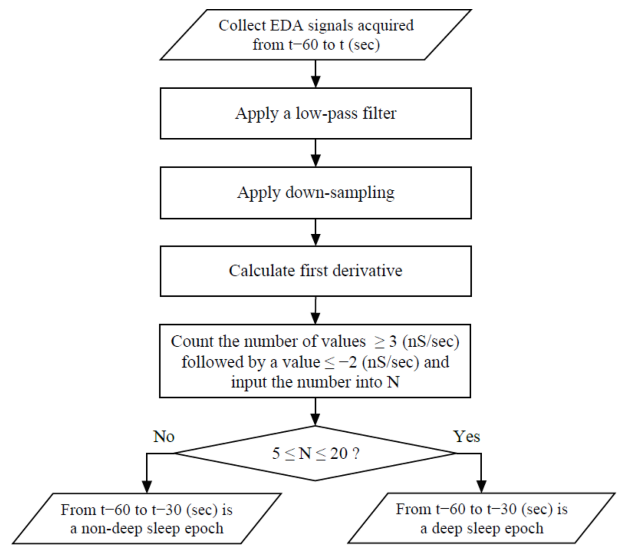 Collect EDA signals acquired
from t−60 to t (sec)
Apply a low-pass filter
Apply down-sampling
Calculate first derivative
Count the number of values ≥ 3 (nS/sec)
followed by a value ≤ −2 (nS/sec) and
input the number into N
5 ≤ N ≤ 20 ?
No
Yes
From t−60 to t−30 (sec) is
a non-deep sleep epoch
From t−60 to t−30 (sec) is
a deep sleep epoch